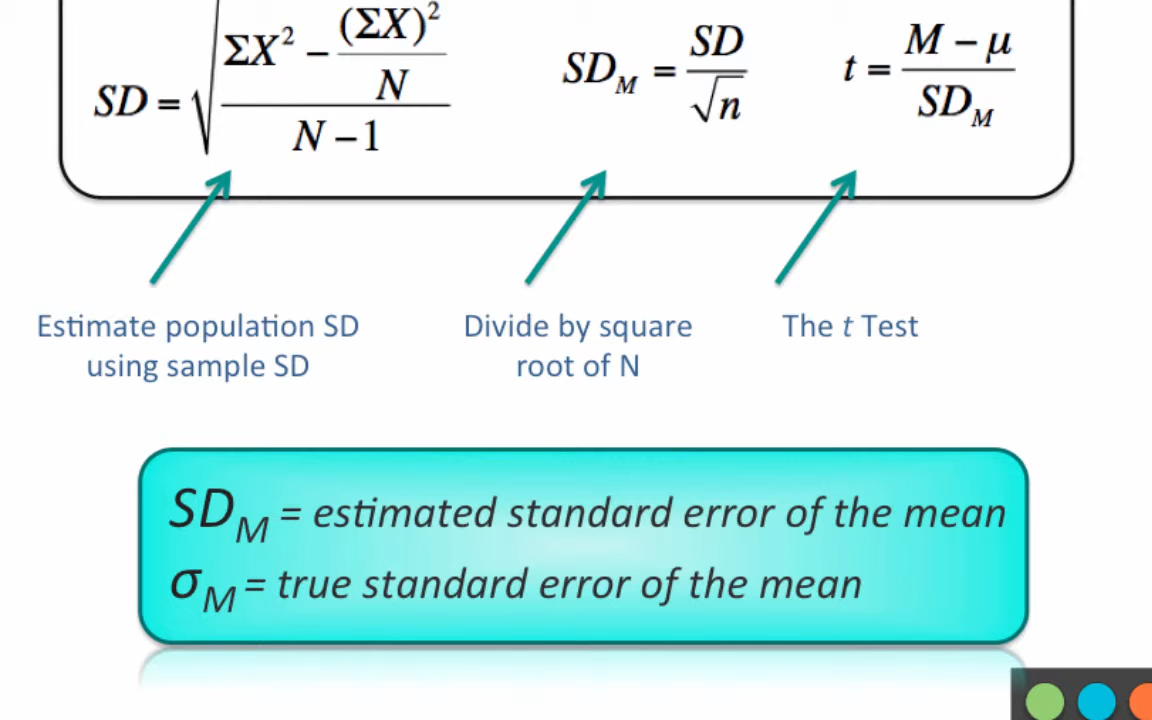 SD = √((ΣX² − (ΣX)²/N)/(N − 1))
SD_M = SD/√n
t = (M − μ)/SD_M
Estimate population SD
using sample SD
Divide by square
root of N
The t Test
SD_M = estimated standard error of the mean
σ_M = true standard error of the mean